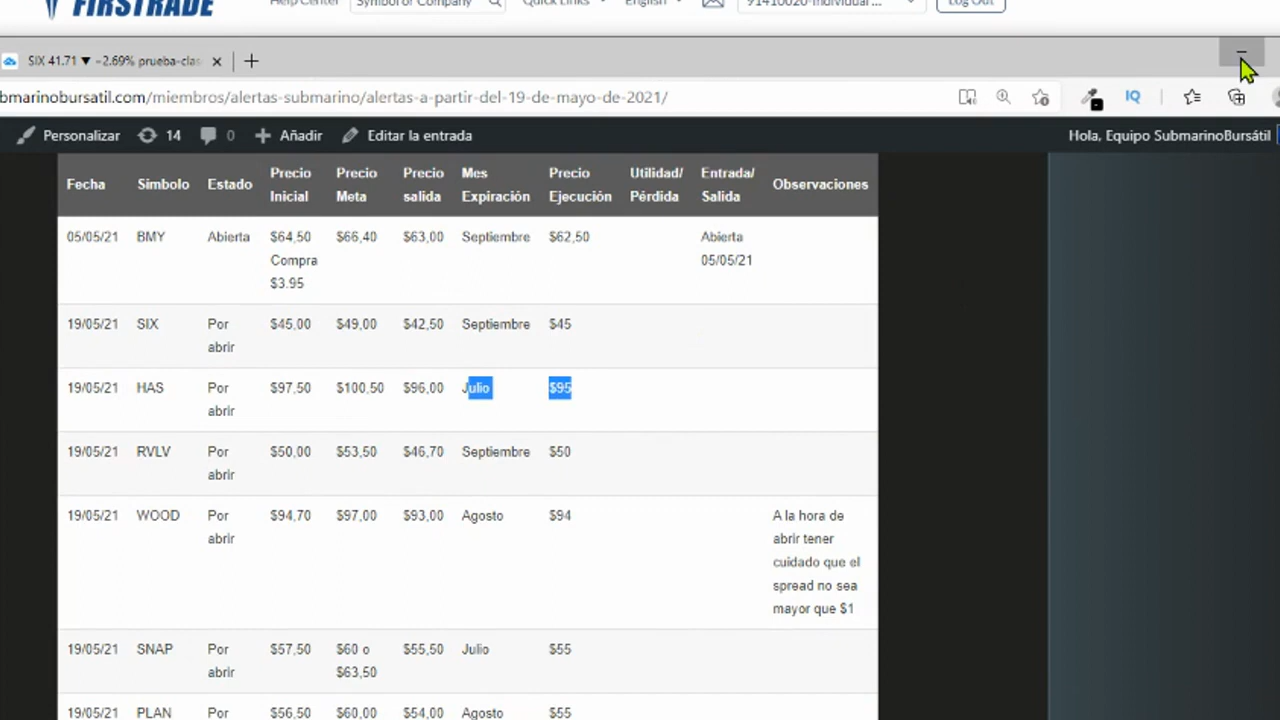 FIRSTRADE
Help Center Symbol or Company Quick Links English 91410020-Individual ... Log Out
SIX 41.71 ▼ −2.69% prueba-clas
bmarinobursatil.com/miembros/alertas-submarino/alertas-a-partir-del-19-de-mayo-de-2021/
IQ
Personalizar 14 0 Añadir Editar la entrada Hola, Equipo SubmarinoBursátil
Fecha Simbolo Estado Precio Inicial Precio Meta Precio salida Mes Expiración Precio Ejecución Utilidad/ Pérdida Entrada/ Salida Observaciones
05/05/21 BMY Abierta $64,50 $66,40 $63,00 Septiembre $62,50 Abierta
Compra 05/05/21
$3.95
19/05/21 SIX Por $45,00 $49,00 $42,50 Septiembre $45
abrir
19/05/21 HAS Por $97,50 $100,50 $96,00 Julio $95
abrir
19/05/21 RVLV Por $50,00 $53,50 $46,70 Septiembre $50
abrir
19/05/21 WOOD Por $94,70 $97,00 $93,00 Agosto $94 A la hora de
abrir abrir tener
cuidado que el
spread no sea
mayor que $1
19/05/21 SNAP Por $57,50 $60 o $55,50 Julio $55
abrir $63,50
19/05/21 PLAN Por $56,50 $60,00 $54,00 Agosto $55